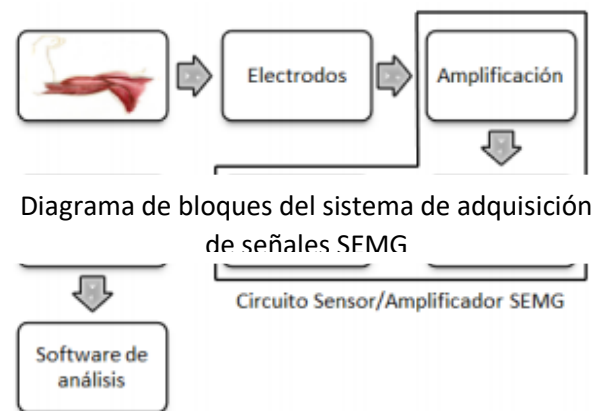 Electrodos
Amplificación
Diagrama de bloques del sistema de adquisición
de señales SEMG
Circuito Sensor/Amplificador SEMG
Software de
análisis